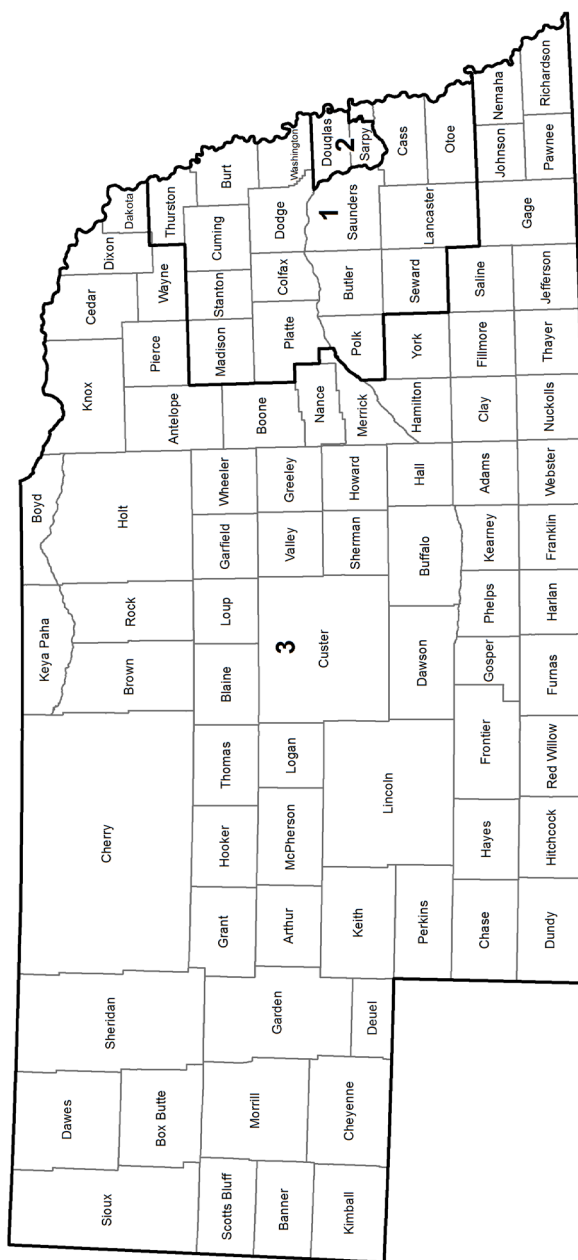 Sioux
Dawes
Box Butte
Sheridan
Cherry
Keya Paha
Brown
Rock
Boyd
Holt
Knox
Antelope
Cedar
Pierce
Dixon
Dakota
Wayne
Thurston
Scotts Bluff
Banner
Kimball
Morrill
Cheyenne
Garden
Deuel
Grant
Hooker
Thomas
Blaine
Loup
Garfield
Wheeler
Boone
Madison
Stanton
Cuming
Burt
Arthur
McPherson
Logan
3
Custer
Valley
Greeley
Nance
Platte
Colfax
Dodge
Washington
Keith
Lincoln
Sherman
Howard
Merrick
Polk
Butler
1
Saunders
Douglas
2
Sarpy
Perkins
Dawson
Buffalo
Hall
Hamilton
York
Seward
Lancaster
Cass
Otoe
Chase
Hayes
Frontier
Gosper
Phelps
Kearney
Adams
Clay
Fillmore
Saline
Gage
Johnson
Nemaha
Dundy
Hitchcock
Red Willow
Furnas
Harlan
Franklin
Webster
Nuckolls
Thayer
Jefferson
Pawnee
Richardson